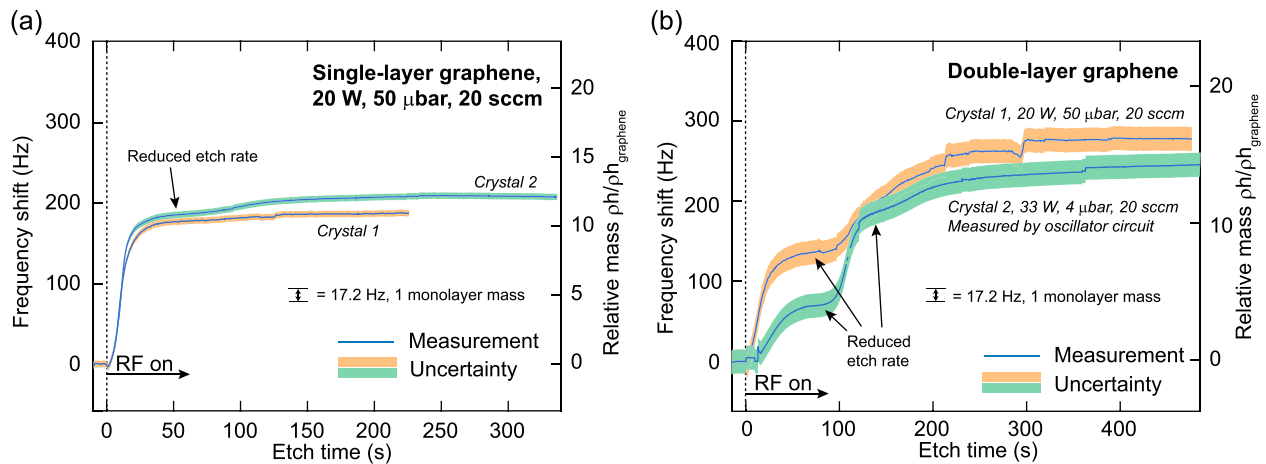 (a)
400
300
200
100
0
Frequency shift (Hz)
Single-layer graphene,
20 W, 50 μbar, 20 sccm
Reduced etch rate
Crystal 2
Crystal 1
= 17.2 Hz, 1 monolayer mass
Measurement
Uncertainty
RF on
0 50 100 150 200 250 300
Etch time (s)
20
15
10
5
0
Relative mass ρh/ρhgraphene
(b)
400
300
200
100
0
Frequency shift (Hz)
Double-layer graphene
Crystal 1, 20 W, 50 μbar, 20 sccm
Crystal 2, 33 W, 4 μbar, 20 sccm
Measured by oscillator circuit
= 17.2 Hz, 1 monolayer mass
Reduced
etch rate
Measurement
Uncertainty
RF on
0 100 200 300 400
Etch time (s)
20
10
0
Relative mass ρh/ρhgraphene